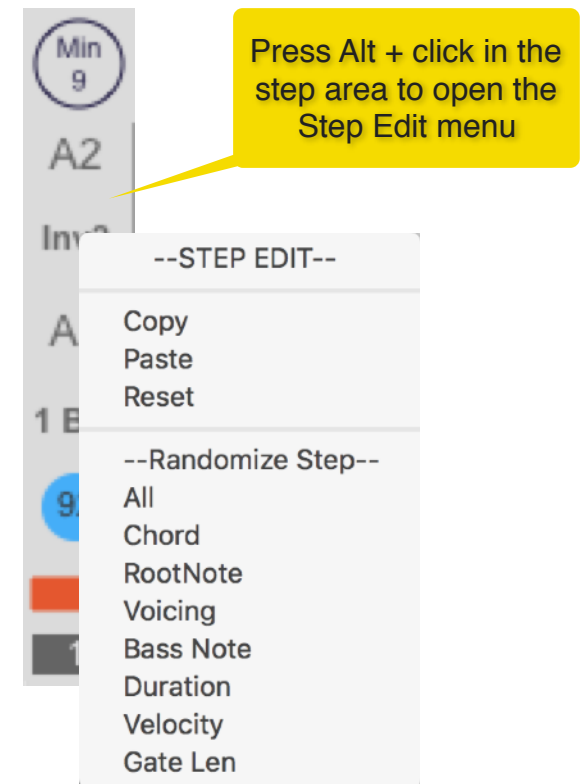 Min
9
Press Alt + click in the
step area to open the
Step Edit menu
A2
--STEP EDIT--
Copy
Paste
Reset
--Randomize Step--
All
Chord
RootNote
Voicing
Bass Note
Duration
Velocity
Gate Len